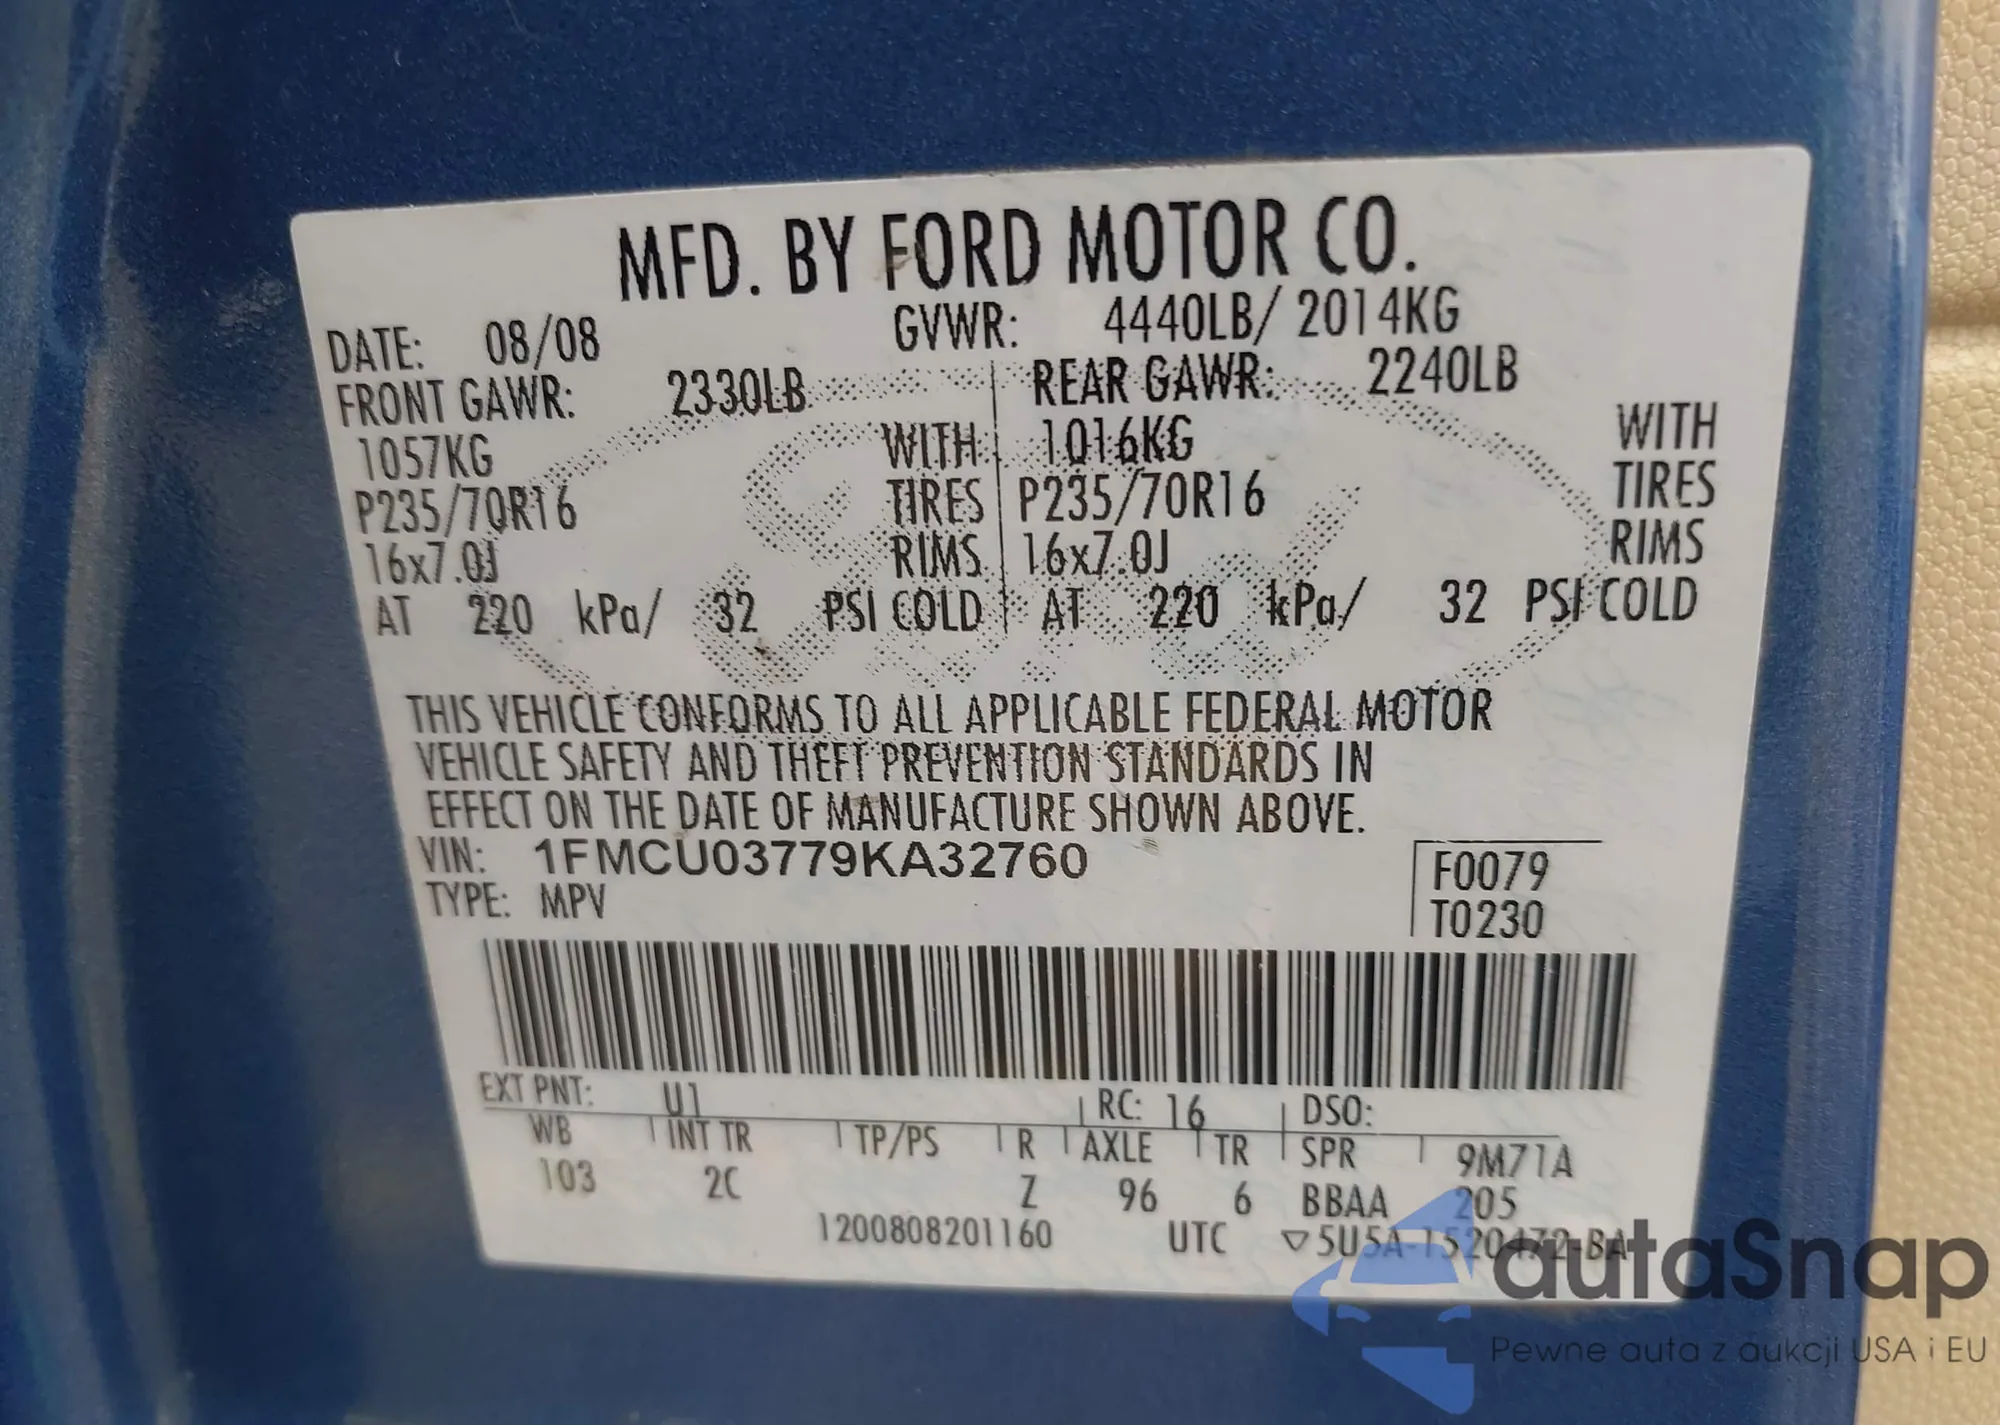 MFD. BY FORD MOTOR CO.
DATE: 08/08 GVWR: 4440LB/ 2014KG
FRONT GAWR: 2330LB REAR GAWR: 2240LB
1057KG WITH 1016KG WITH
P235/70R16 TIRES P235/70R16 TIRES
16x7.0J RIMS 16x7.0J RIMS
AT 220 kPa/ 32 PSI COLD AT 220 kPa/ 32 PSI COLD
THIS VEHICLE CONFORMS TO ALL APPLICABLE FEDERAL MOTOR
VEHICLE SAFETY AND THEFT PREVENTION STANDARDS IN
EFFECT ON THE DATE OF MANUFACTURE SHOWN ABOVE.
VIN: 1FMCU03779KA32760 F0079
TYPE: MPV T0230
EXT PNT: U1 RC: 16 DSO:
WB INT TR TP/PS R AXLE TR SPR 9M71A
103 2C Z 96 6 BBAA 205
1200808201160 UTC ▽5U5A-1520472-BA
autaSnap
Pewne auta z aukcji USA i EU